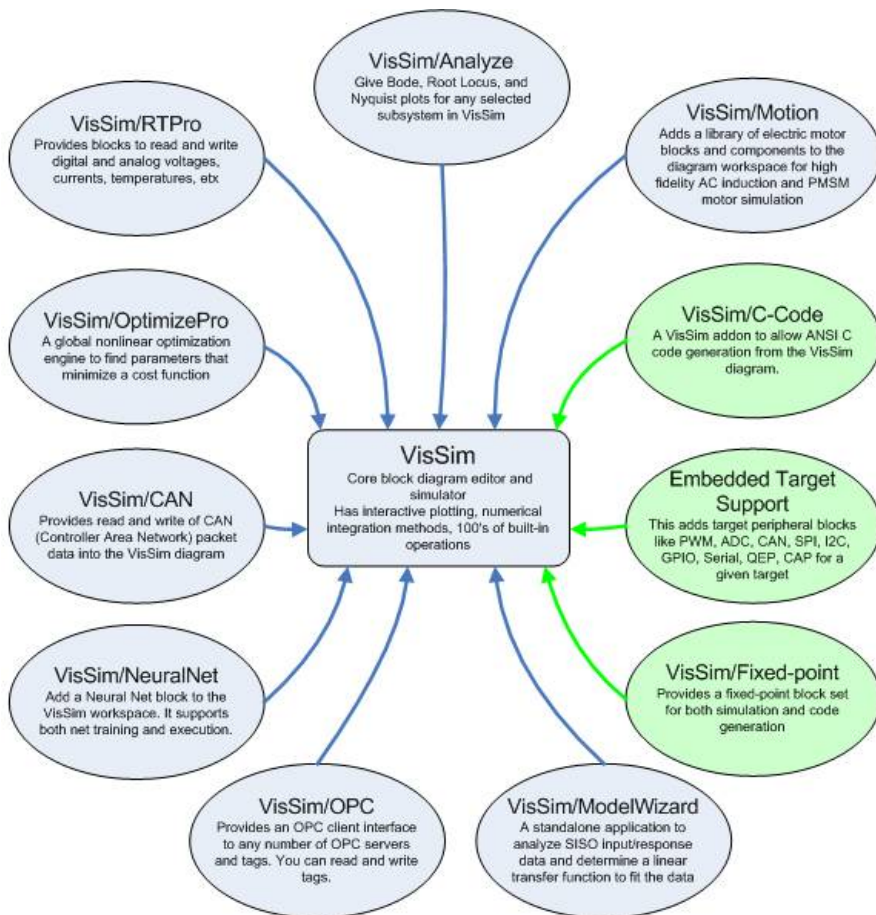 VisSim/Analyze
Give Bode, Root Locus, and
Nyquist plots for any selected
subsystem in VisSim
VisSim/RTPro
Provides blocks to read and write
digital and analog voltages,
currents, temperatures, etx
VisSim/Motion
Adds a library of electric motor
blocks and components to the
diagram workspace for high
fidelity AC induction and PMSM
motor simulation
VisSim/OptimizePro
A global nonlinear optimization
engine to find parameters that
minimize a cost function
VisSim/C-Code
A VisSim addon to allow ANSI C
code generation from the VisSim
diagram.
VisSim
Core block diagram editor and
simulator
Has interactive plotting, numerical
integration methods, 100's of built-in
operations
VisSim/CAN
Provides read and write of CAN
(Controller Area Network) packet
data into the VisSim diagram
Embedded Target
Support
This adds target peripheral blocks
like PWM, ADC, CAN, SPI, I2C,
GPIO, Serial, QEP, CAP for a
given target
VisSim/NeuralNet
Add a Neural Net block to the
VisSim workspace. It supports
both net training and execution.
VisSim/Fixed-point
Provides a fixed-point block set
for both simulation and code
generation
VisSim/OPC
Provides an OPC client interface
to any number of OPC servers
and tags. You can read and write
tags.
VisSim/ModelWizard
A standalone application to
analyze SISO input/response
data and determine a linear
transfer function to fit the data